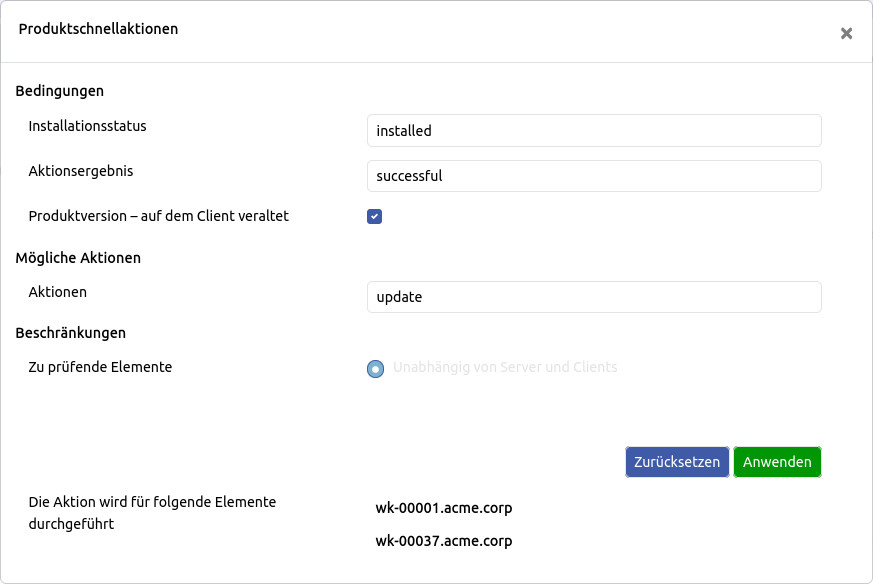 Produktschnellaktionen
Bedingungen
Installationsstatus
installed
Aktionsergebnis
successful
Produktversion – auf dem Client veraltet
Mögliche Aktionen
Aktionen
update
Beschränkungen
Zu prüfende Elemente
Unabhängig von Server und Clients
Zurücksetzen
Anwenden
Die Aktion wird für folgende Elemente
durchgeführt
wk-00001.acme.corp
wk-00037.acme.corp